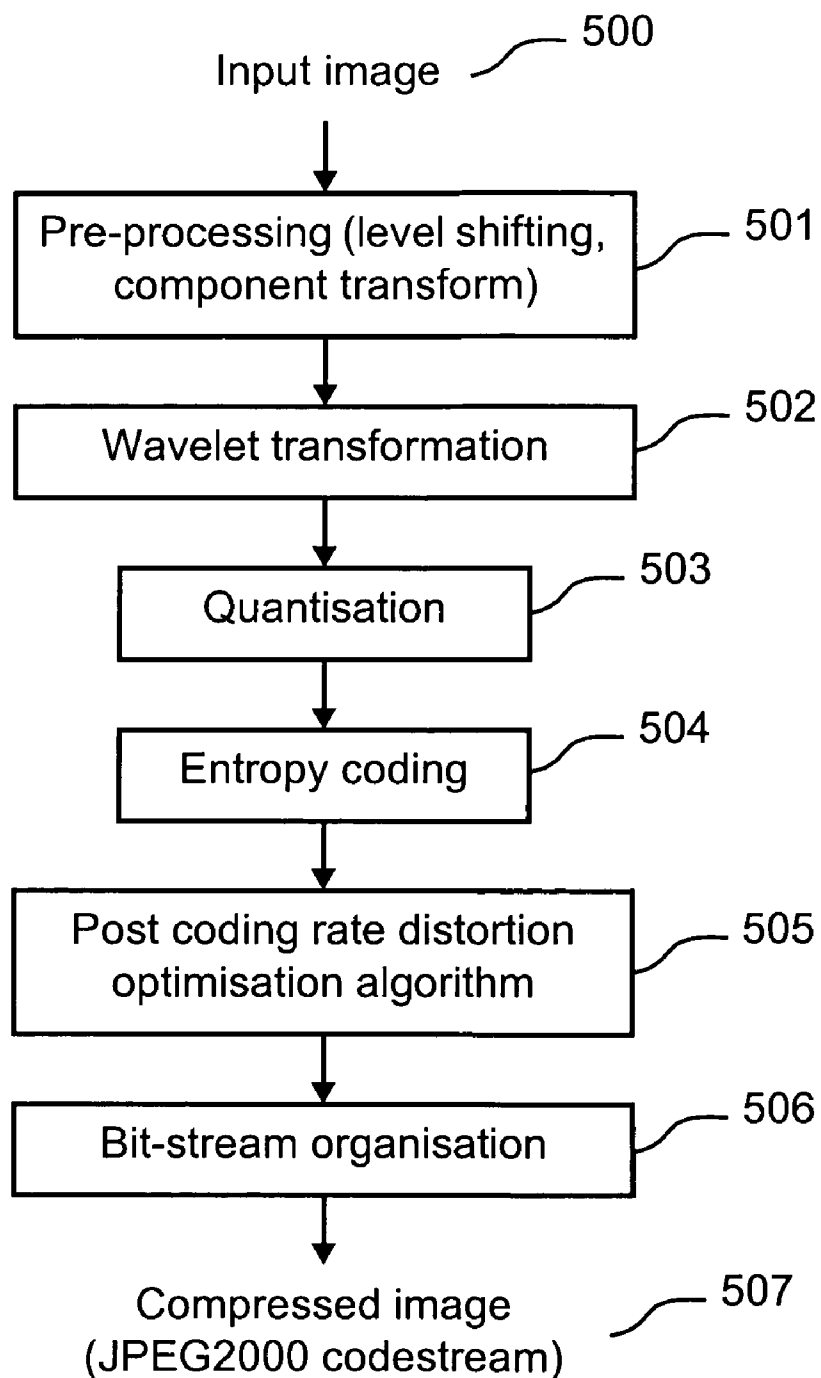 500
Input image
Pre-processing (level shifting,
component transform)
501
Wavelet transformation
502
Quantisation
503
Entropy coding
504
Post coding rate distortion
optimisation algorithm
505
Bit-stream organisation
506
Compressed image
(JPEG2000 codestream)
507